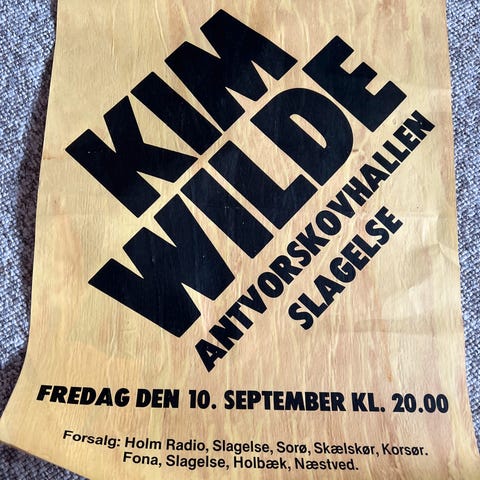 KIM
WILDE
ANTVORSKOVHALLEN
SLAGELSE
FREDAG DEN 10. SEPTEMBER KL. 20.00
Forsalg: Holm Radio, Slagelse, Sorø, Skælskør, Korsør.
Fona, Slagelse, Holbæk, Næstved.